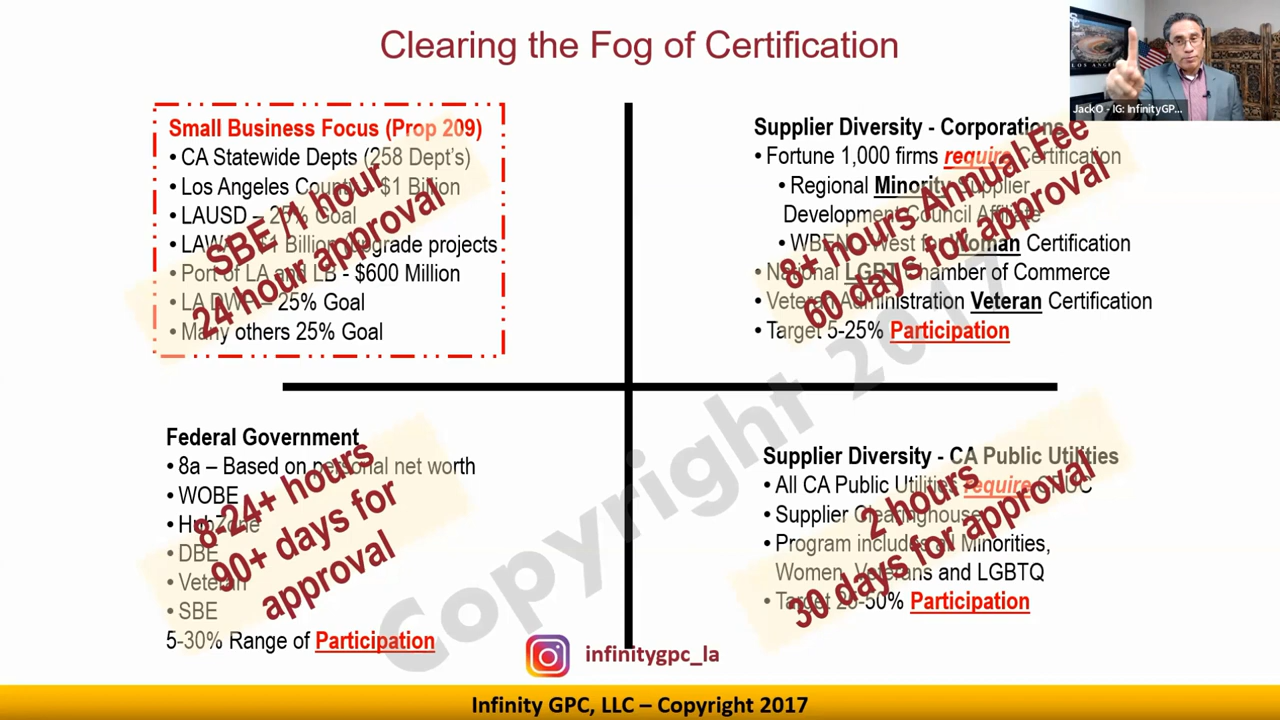 Clearing the Fog of Certification
LOS ANGELES
JackO - IG: InfinityGP...
Small Business Focus (Prop 209)
• CA Statewide Depts (258 Dept's)
• Los Angeles County - $1 Billion
• LAUSD – 25% Goal
• $1 Billion upgrade projects
• Port of LA and LB - $600 Million
• LA DWP – 25% Goal
• Many others 25% Goal
SBE /1 hour
24 hour approval
Supplier Diversity - Corporations
• Fortune 1,000 firms require Certification
• Regional Minority Supplier
Development Council Affiliate
• WBENC-West for Woman Certification
• National LGBT Chamber of Commerce
• Veteran Administration Veteran Certification
• Target 5-25% Participation
8+ hours Annual Fee
60 days for approval
Federal Government
• 8a – Based on personal net worth
• WOBE
• HubZone
• DBE
• Veteran
• SBE
5-30% Range of Participation
8-24+ hours
90+ days for
approval
Supplier Diversity - CA Public Utilities
• All CA Public Utilities require CPUC
• Supplier Clearinghouse
• Program includes all Minorities,
Women, Veterans and LGBTQ
• Target 25-50% Participation
2 hours
30 days for approval
Copyright 2017
infinitygpc_la
Infinity GPC, LLC – Copyright 2017